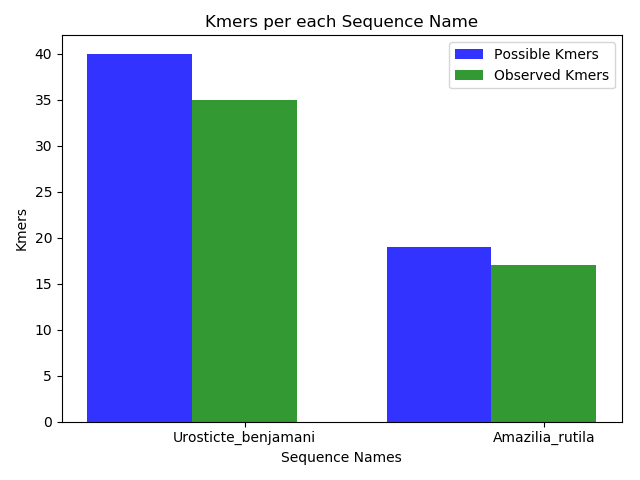 Kmers per each Sequence Name
Possible Kmers
Observed Kmers
Kmers
40
35
30
25
20
15
10
5
0
Urosticte_benjamani
Amazilia_rutila
Sequence Names